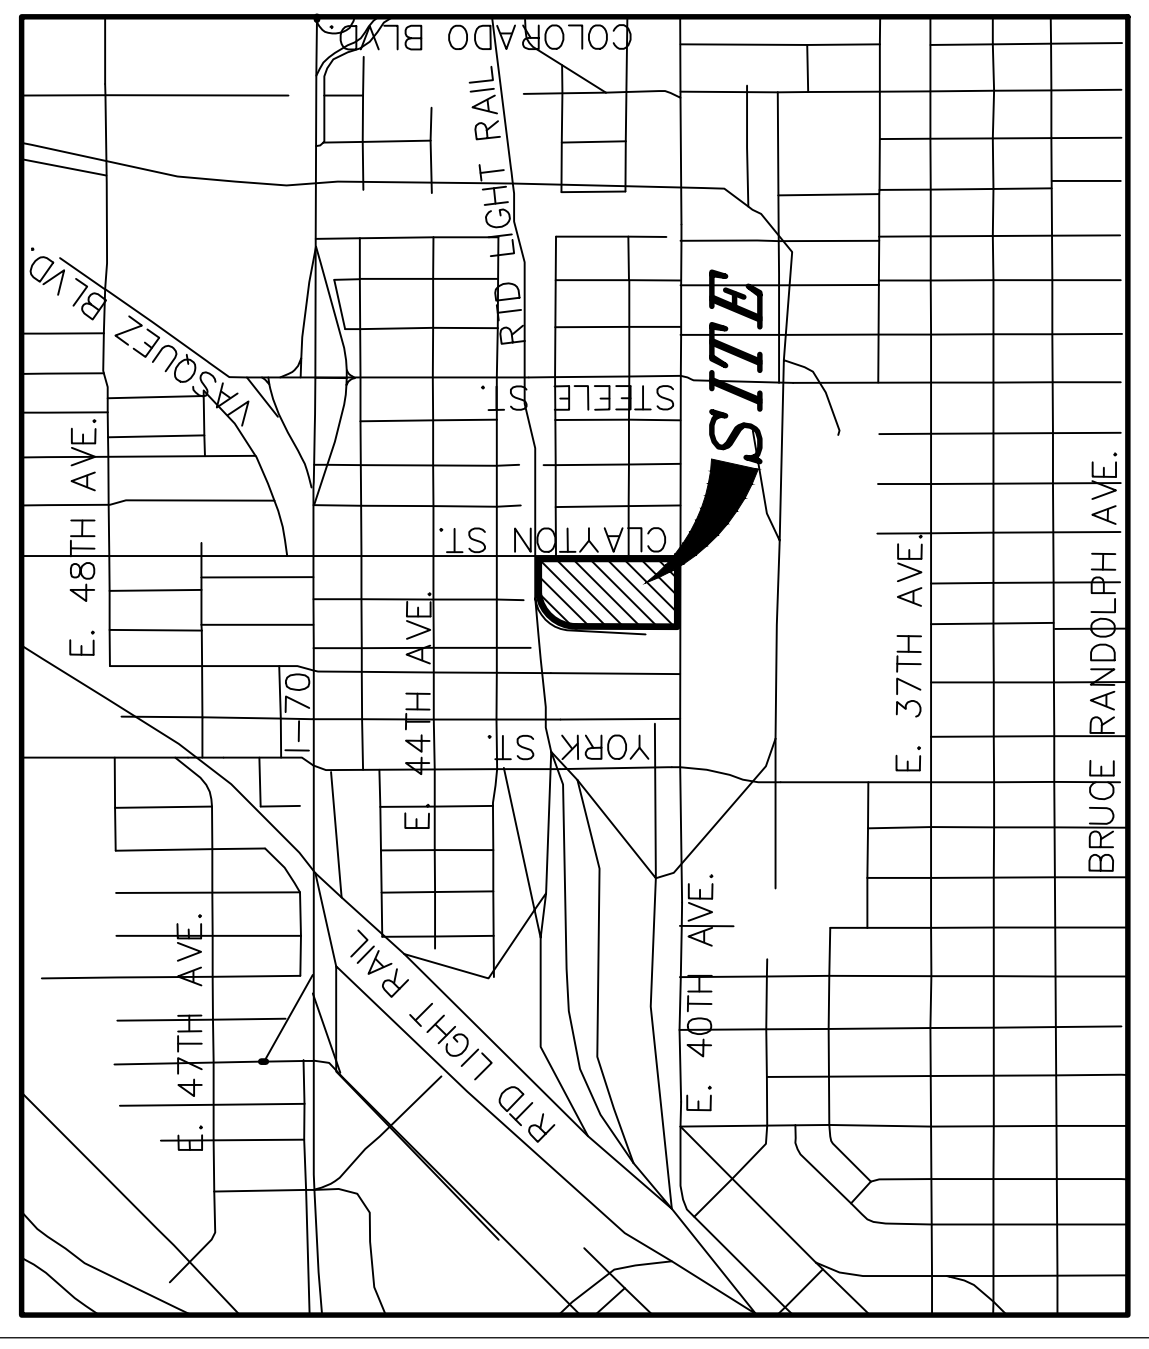 COLORADO BLVD.
RTD LIGHT RAIL
VASQUEZ BLVD.
SITE
STEELE ST.
CLAYTON ST.
E. 48TH AVE.
E. 44TH AVE.
E. 37TH AVE.
BRUCE RANDOLPH AVE.
I-70
YORK ST.
E. 47TH AVE.
RTD LIGHT RAIL
E. 40TH AVE.